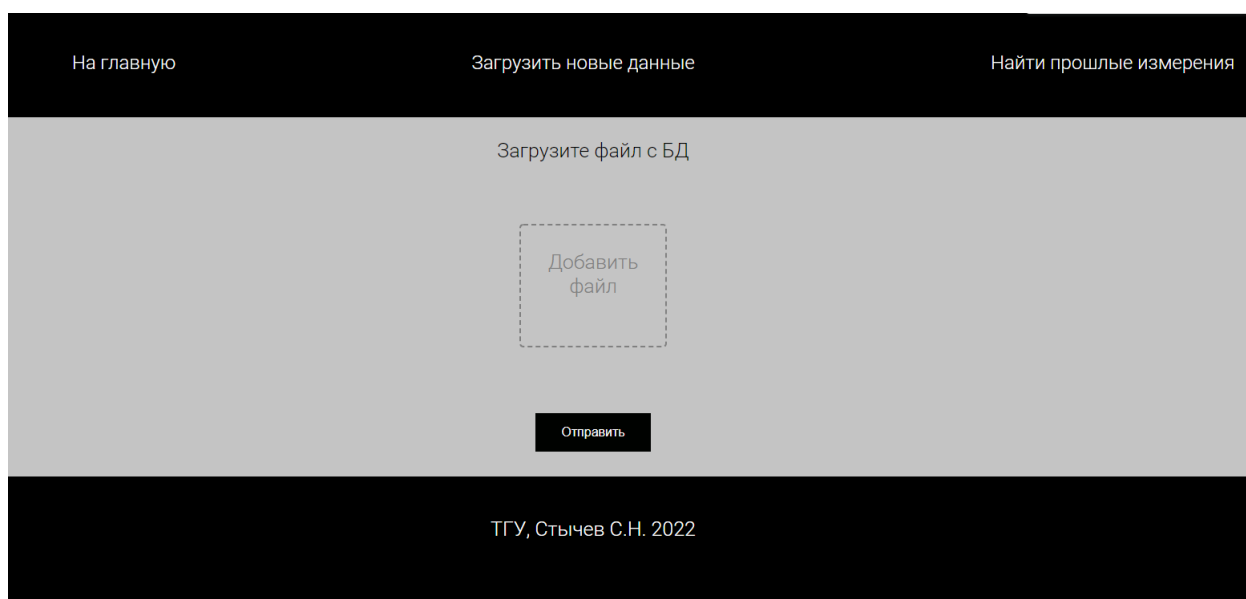 На главную
Загрузить новые данные
Найти прошлые измерения
Загрузите файл с БД
Добавить
файл
Отправить
ТГУ, Стычев С.Н. 2022